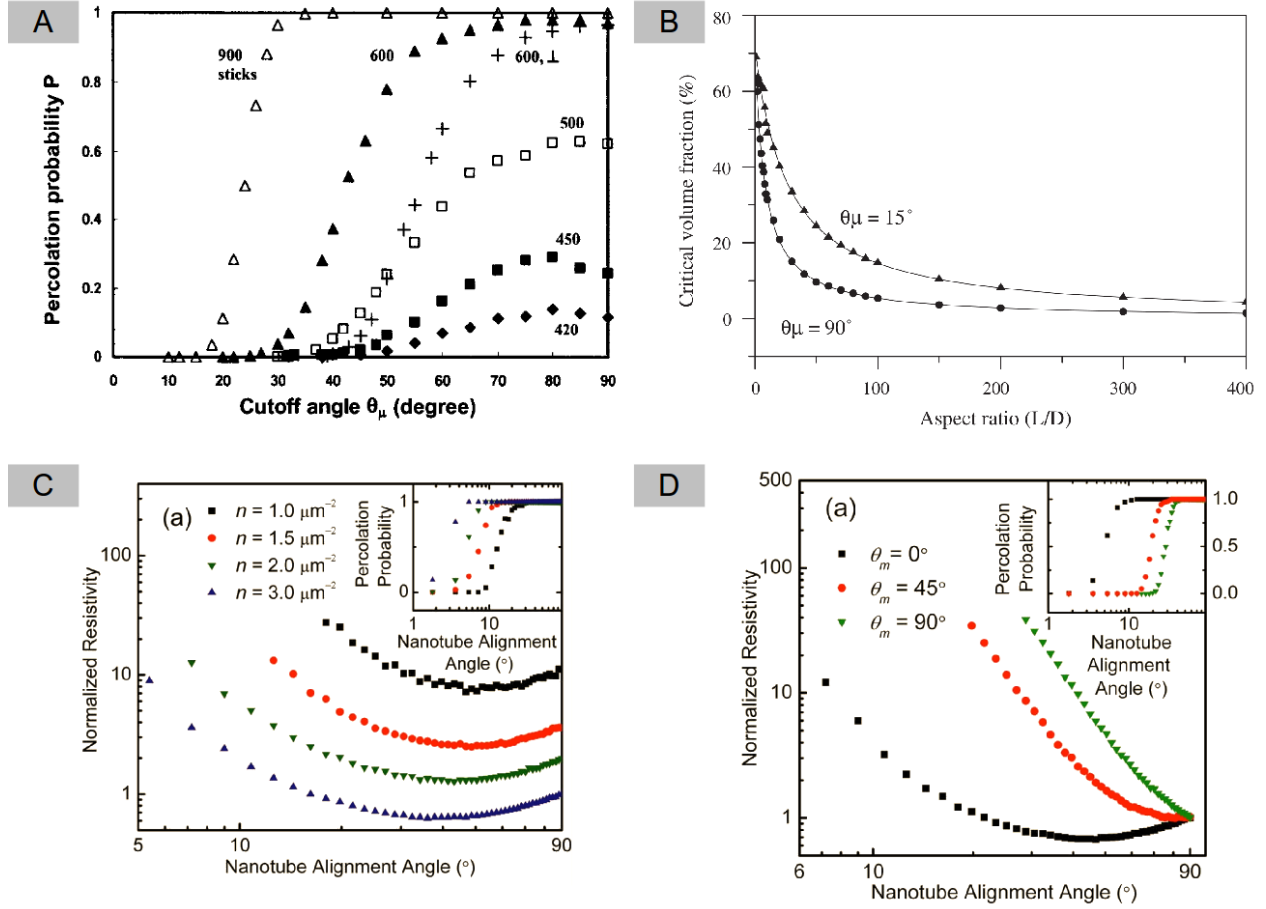 A
Percolation probability P
1
0.8
0.6
0.4
0.2
0
900
sticks
600
600,⊥
500
450
420
0 10 20 30 40 50 60 70 80 90
Cutoff angle θμ (degree)
B
Critical volume fraction (%)
80
60
40
20
0
θμ = 15°
θμ = 90°
0 100 200 300 400
Aspect ratio (L/D)
C
(a)
n = 1.0 μm⁻²
n = 1.5 μm⁻²
n = 2.0 μm⁻²
n = 3.0 μm⁻²
Normalized Resistivity
100
10
1
5 10 90
Nanotube Alignment Angle (°)
Percolation
Probability
1
0
1 10
Nanotube Alignment
Angle (°)
D
(a)
θm = 0°
θm = 45°
θm = 90°
Normalized Resistivity
500
100
10
1
6 10 90
Nanotube Alignment Angle (°)
Percolation
Probability
1.0
0.5
0.0
1 10
Nanotube
Alignment
Angle (°)